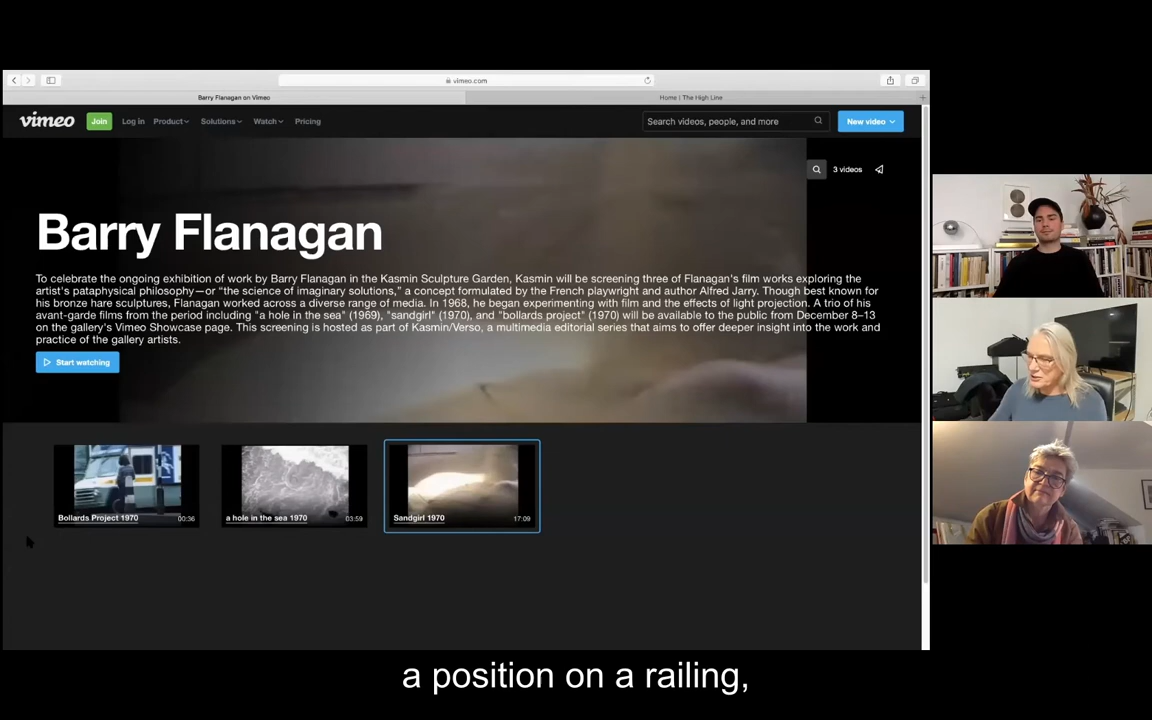 vimeo.com
Barry Flanagan on Vimeo
Home | The High Line
vimeo
Join
Log in
Product
Solutions
Watch
Pricing
Search videos, people, and more
New video
3 videos
Barry Flanagan
To celebrate the ongoing exhibition of work by Barry Flanagan in the Kasmin Sculpture Garden, Kasmin will be screening three of Flanagan's film works exploring the
artist's pataphysical philosophy—or “the science of imaginary solutions,” a concept formulated by the French playwright and author Alfred Jarry. Though best known for
his bronze hare sculptures, Flanagan worked across a diverse range of media. In 1968, he began experimenting with film and the effects of light projection. A trio of his
avant-garde films from the period including "a hole in the sea" (1969), "sandgirl" (1970), and "bollards project" (1970) will be available to the public from December 8–13
on the gallery's Vimeo Showcase page. This screening is hosted as part of Kasmin/Verso, a multimedia editorial series that aims to offer deeper insight into the work and
practice of the gallery artists.
Start watching
Bollards Project 1970
00:36
a hole in the sea 1970
03:59
Sandgirl 1970
17:09
a position on a railing,